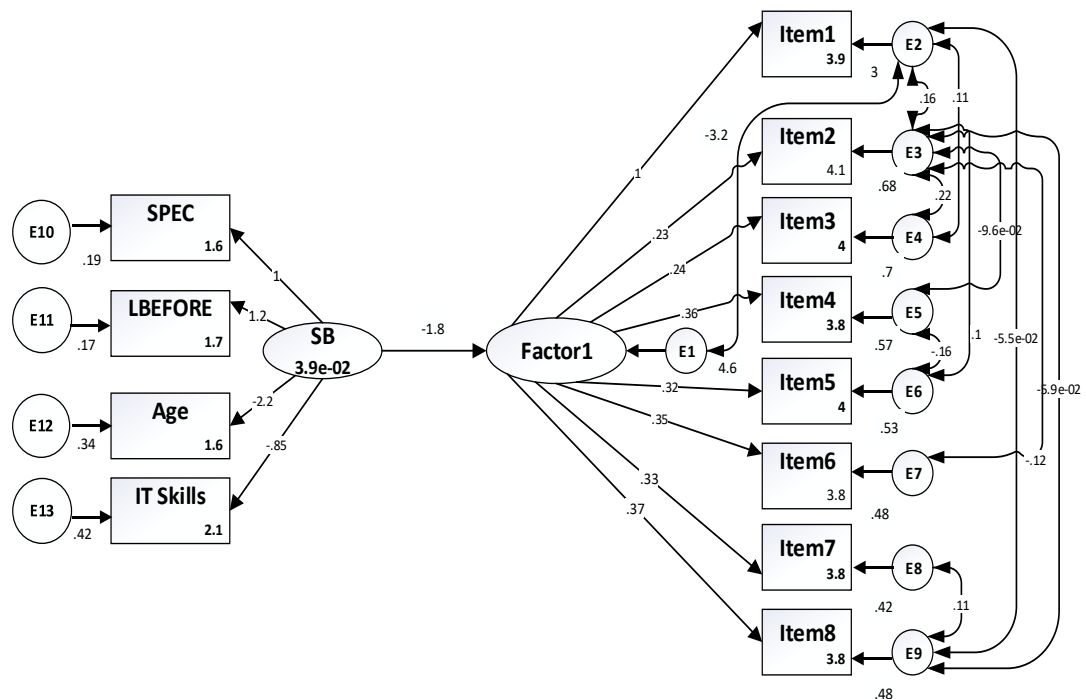 Item1
3.9
E2
3
.16
.11
-3.2
Item2
4.1
E3
.68
.22
1
SPEC
1.6
E10
.19
.23
Item3
4
E4
.7
-9.6e-02
.24
1
LBEFORE
1.7
E11
.17
1.2
SB
3.9e-02
-1.8
Factor1
E1
4.6
.36
Item4
3.8
E5
.57
-.16
.1
-5.5e-02
-5.9e-02
.32
Item5
4
E6
.53
Age
1.6
E12
.34
-2.2
-.85
.35
Item6
3.8
E7
.48
-.12
IT Skills
2.1
E13
.42
.33
.37
Item7
3.8
E8
.42
.11
Item8
3.8
E9
.48